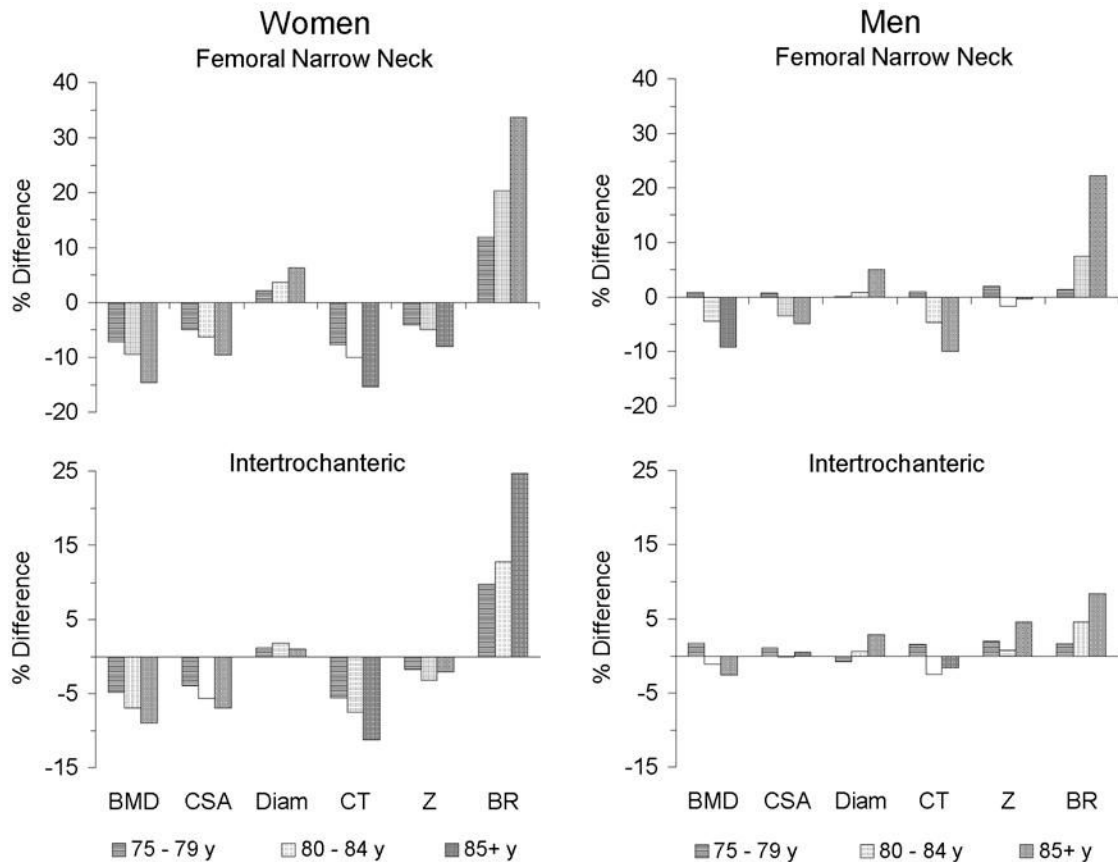 Women
Femoral Narrow Neck
% Difference
40
30
20
10
0
-10
-20
Men
Femoral Narrow Neck
% Difference
40
30
20
10
0
-10
-20
Intertrochanteric
% Difference
25
15
5
-5
-15
BMD CSA Diam CT Z BR
75 - 79 y 80 - 84 y 85+ y
Intertrochanteric
% Difference
25
15
5
-5
-15
BMD CSA Diam CT Z BR
75 - 79 y 80 - 84 y 85+ y